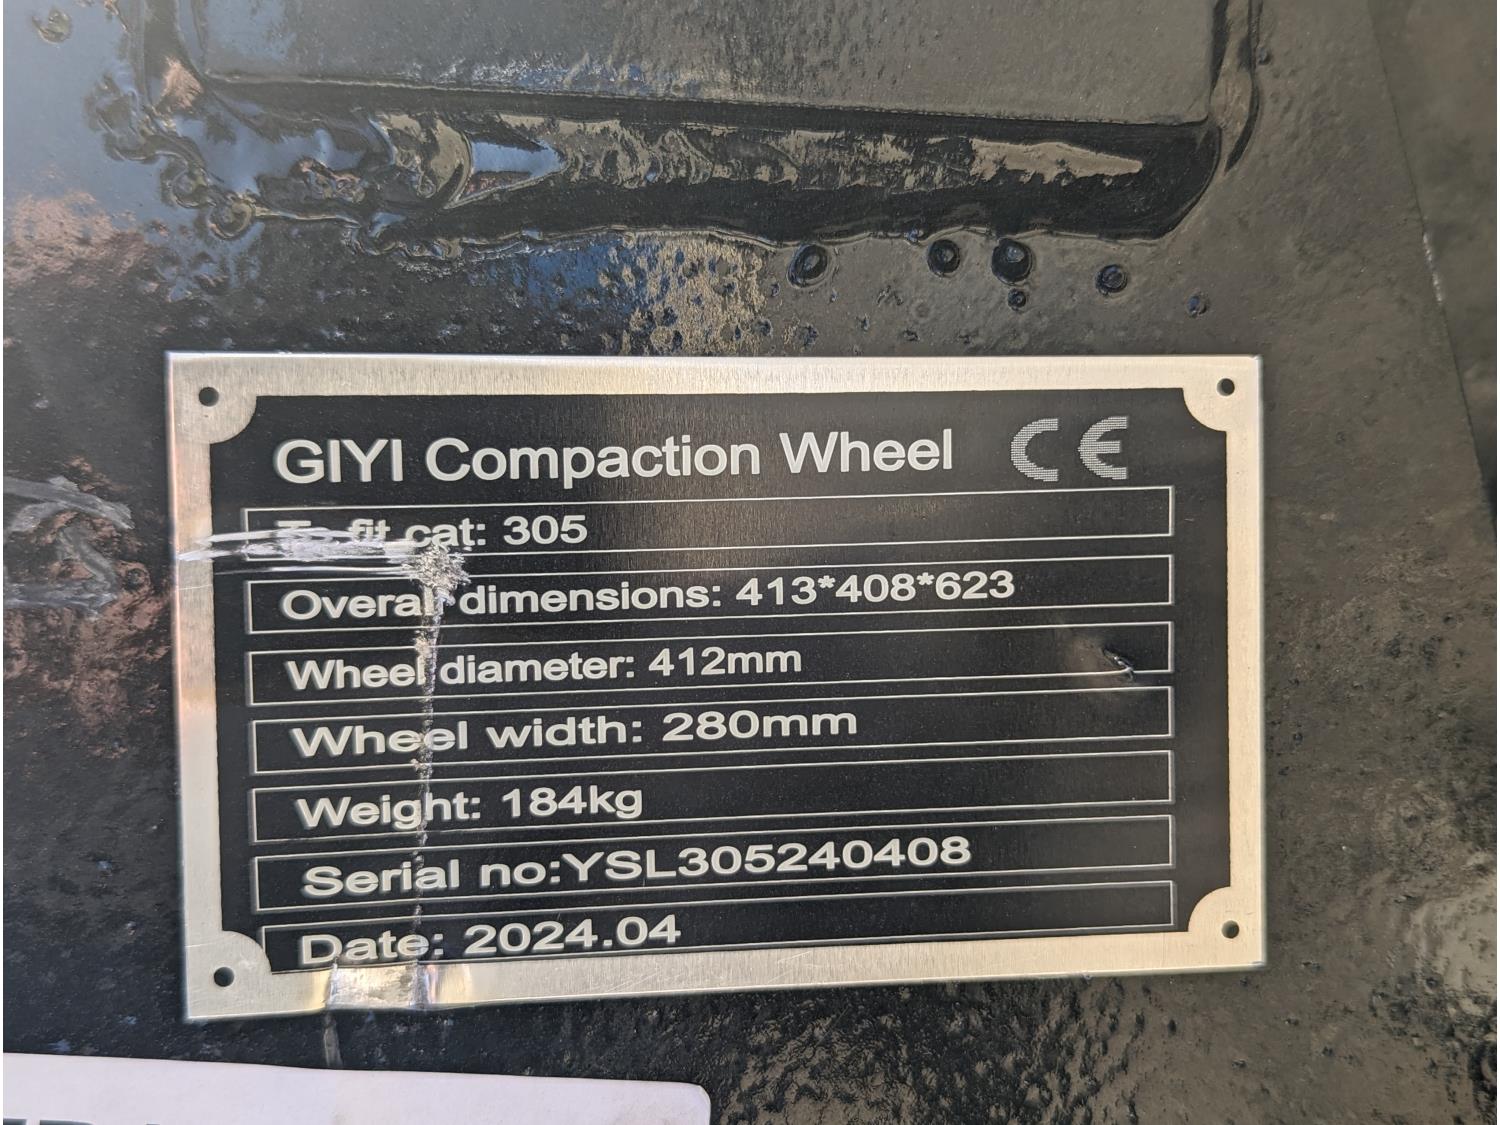 GIYI Compaction Wheel CE
To fit cat: 305
Overall dimensions: 413*408*623
Wheel diameter: 412mm
Wheel width: 280mm
Weight: 184kg
Serial no:YSL305240408
Date: 2024.04